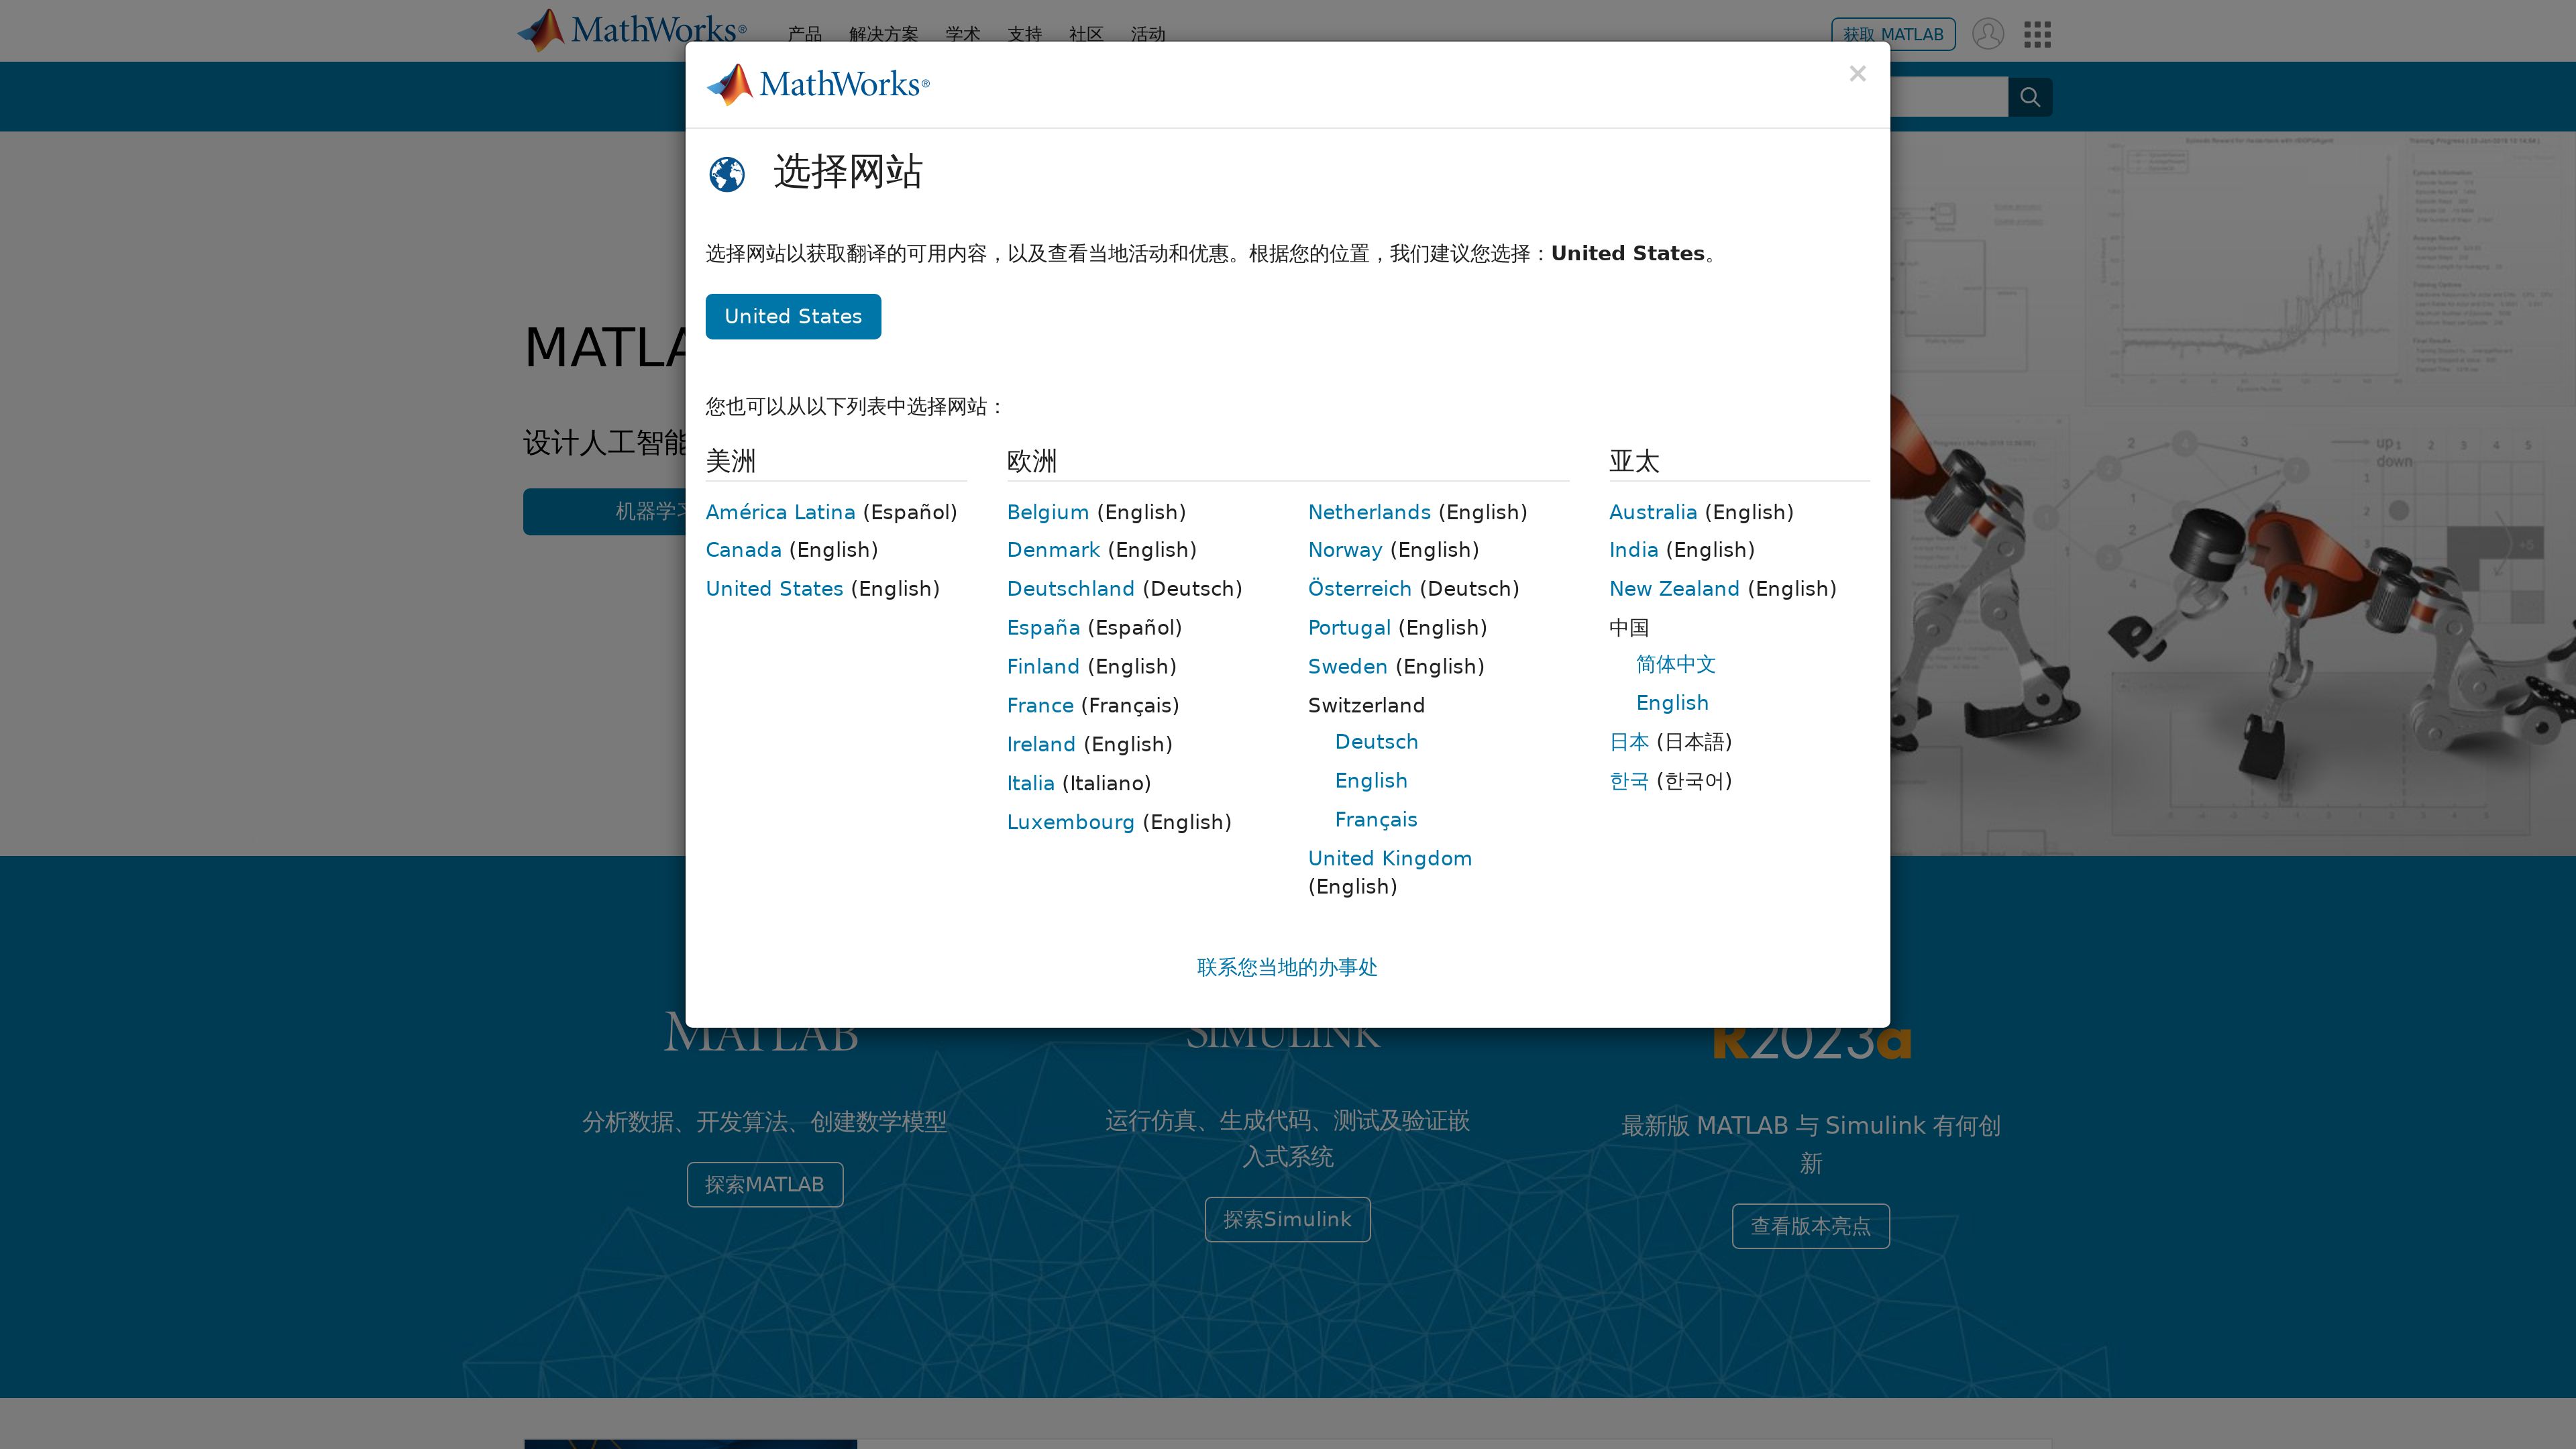 MathWorks®
产品 解决方案 学术 支持 社区 活动
获取 MATLAB
MathWorks®
×
选择网站
选择网站以获取翻译的可用内容，以及查看当地活动和优惠。根据您的位置，我们建议您选择：United States。
United States
您也可以从以下列表中选择网站：
美洲
América Latina (Español)
Canada (English)
United States (English)
欧洲
Belgium (English)
Denmark (English)
Deutschland (Deutsch)
España (Español)
Finland (English)
France (Français)
Ireland (English)
Italia (Italiano)
Luxembourg (English)
Netherlands (English)
Norway (English)
Österreich (Deutsch)
Portugal (English)
Sweden (English)
Switzerland
Deutsch
English
Français
United Kingdom
(English)
亚太
Australia (English)
India (English)
New Zealand (English)
中国
简体中文
English
日本 (日本語)
한국 (한국어)
联系您当地的办事处
设计人工智能
机器学习
up
down
MATLAB
分析数据、开发算法、创建数学模型
探索MATLAB
SIMULINK
运行仿真、生成代码、测试及验证嵌
入式系统
探索Simulink
R2023a
最新版 MATLAB 与 Simulink 有何创
新
查看版本亮点